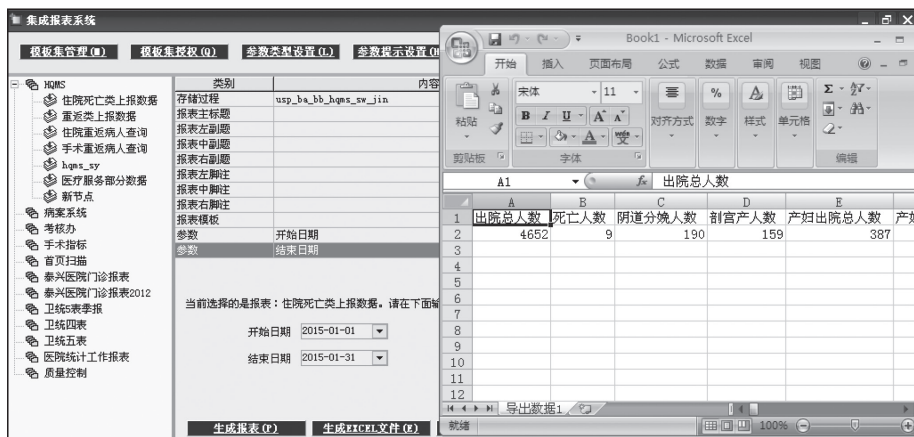 集成报表系统
模板集管理(M) 模板集授权(Q) 参数类型设置(L) 参数提示设置(H
HQMS
住院死亡类上报数据
重返类上报数据
住院重返病人查询
手术重返病人查询
hqms_sy
医疗服务部分数据
新节点
病案系统
考核办
手术指标
首页扫描
泰兴医院门诊报表
泰兴医院门诊报表2012
卫统5表季报
卫统四表
卫统五表
医院统计工作报表
质量控制
类别 内容
存储过程 usp_ba_bb_hqms_sw_jin
报表主标题
报表左副题
报表中副题
报表右副题
报表左脚注
报表中脚注
报表右脚注
报表模板
参数 开始日期
参数 结束日期
当前选择的是报表：住院死亡类上报数据。请在下面输
开始日期 2015-01-01
结束日期 2015-01-31
生成报表(P) 生成EXCEL文件(E)
Book1 - Microsoft Excel
开始 插入 页面布局 公式 数据 审阅 视图
粘贴
剪贴板
宋体 11
B I U A A
A wén 变
字体
对齐方式
% 数字
A 样式
单元格
Σ
编辑
A1 fx 出院总人数
A B C D E
1 出院总人数 死亡人数 阴道分娩人数 剖宫产人数 产妇出院总人数 产妇
2 4652 9 190 159 387
3
4
5
6
7
8
9
10
11
12
导出数据1
就绪 100%